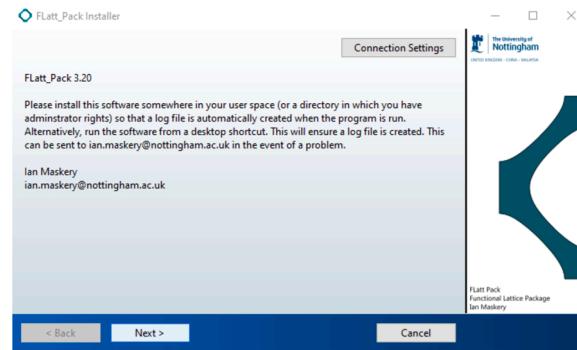 FLatt_Pack Installer
Connection Settings
The University of
Nottingham
UNITED KINGDOM · CHINA · MALAYSIA
FLatt_Pack 3.20
Please install this software somewhere in your user space (or a directory in which you have
adminstrator rights) so that a log file is automatically created when the program is run.
Alternatively, run the software from a desktop shortcut. This will ensure a log file is created. This
can be sent to ian.maskery@nottingham.ac.uk in the event of a problem.
Ian Maskery
ian.maskery@nottingham.ac.uk
FLatt Pack
Functional Lattice Package
Ian Maskery
< Back
Next >
Cancel